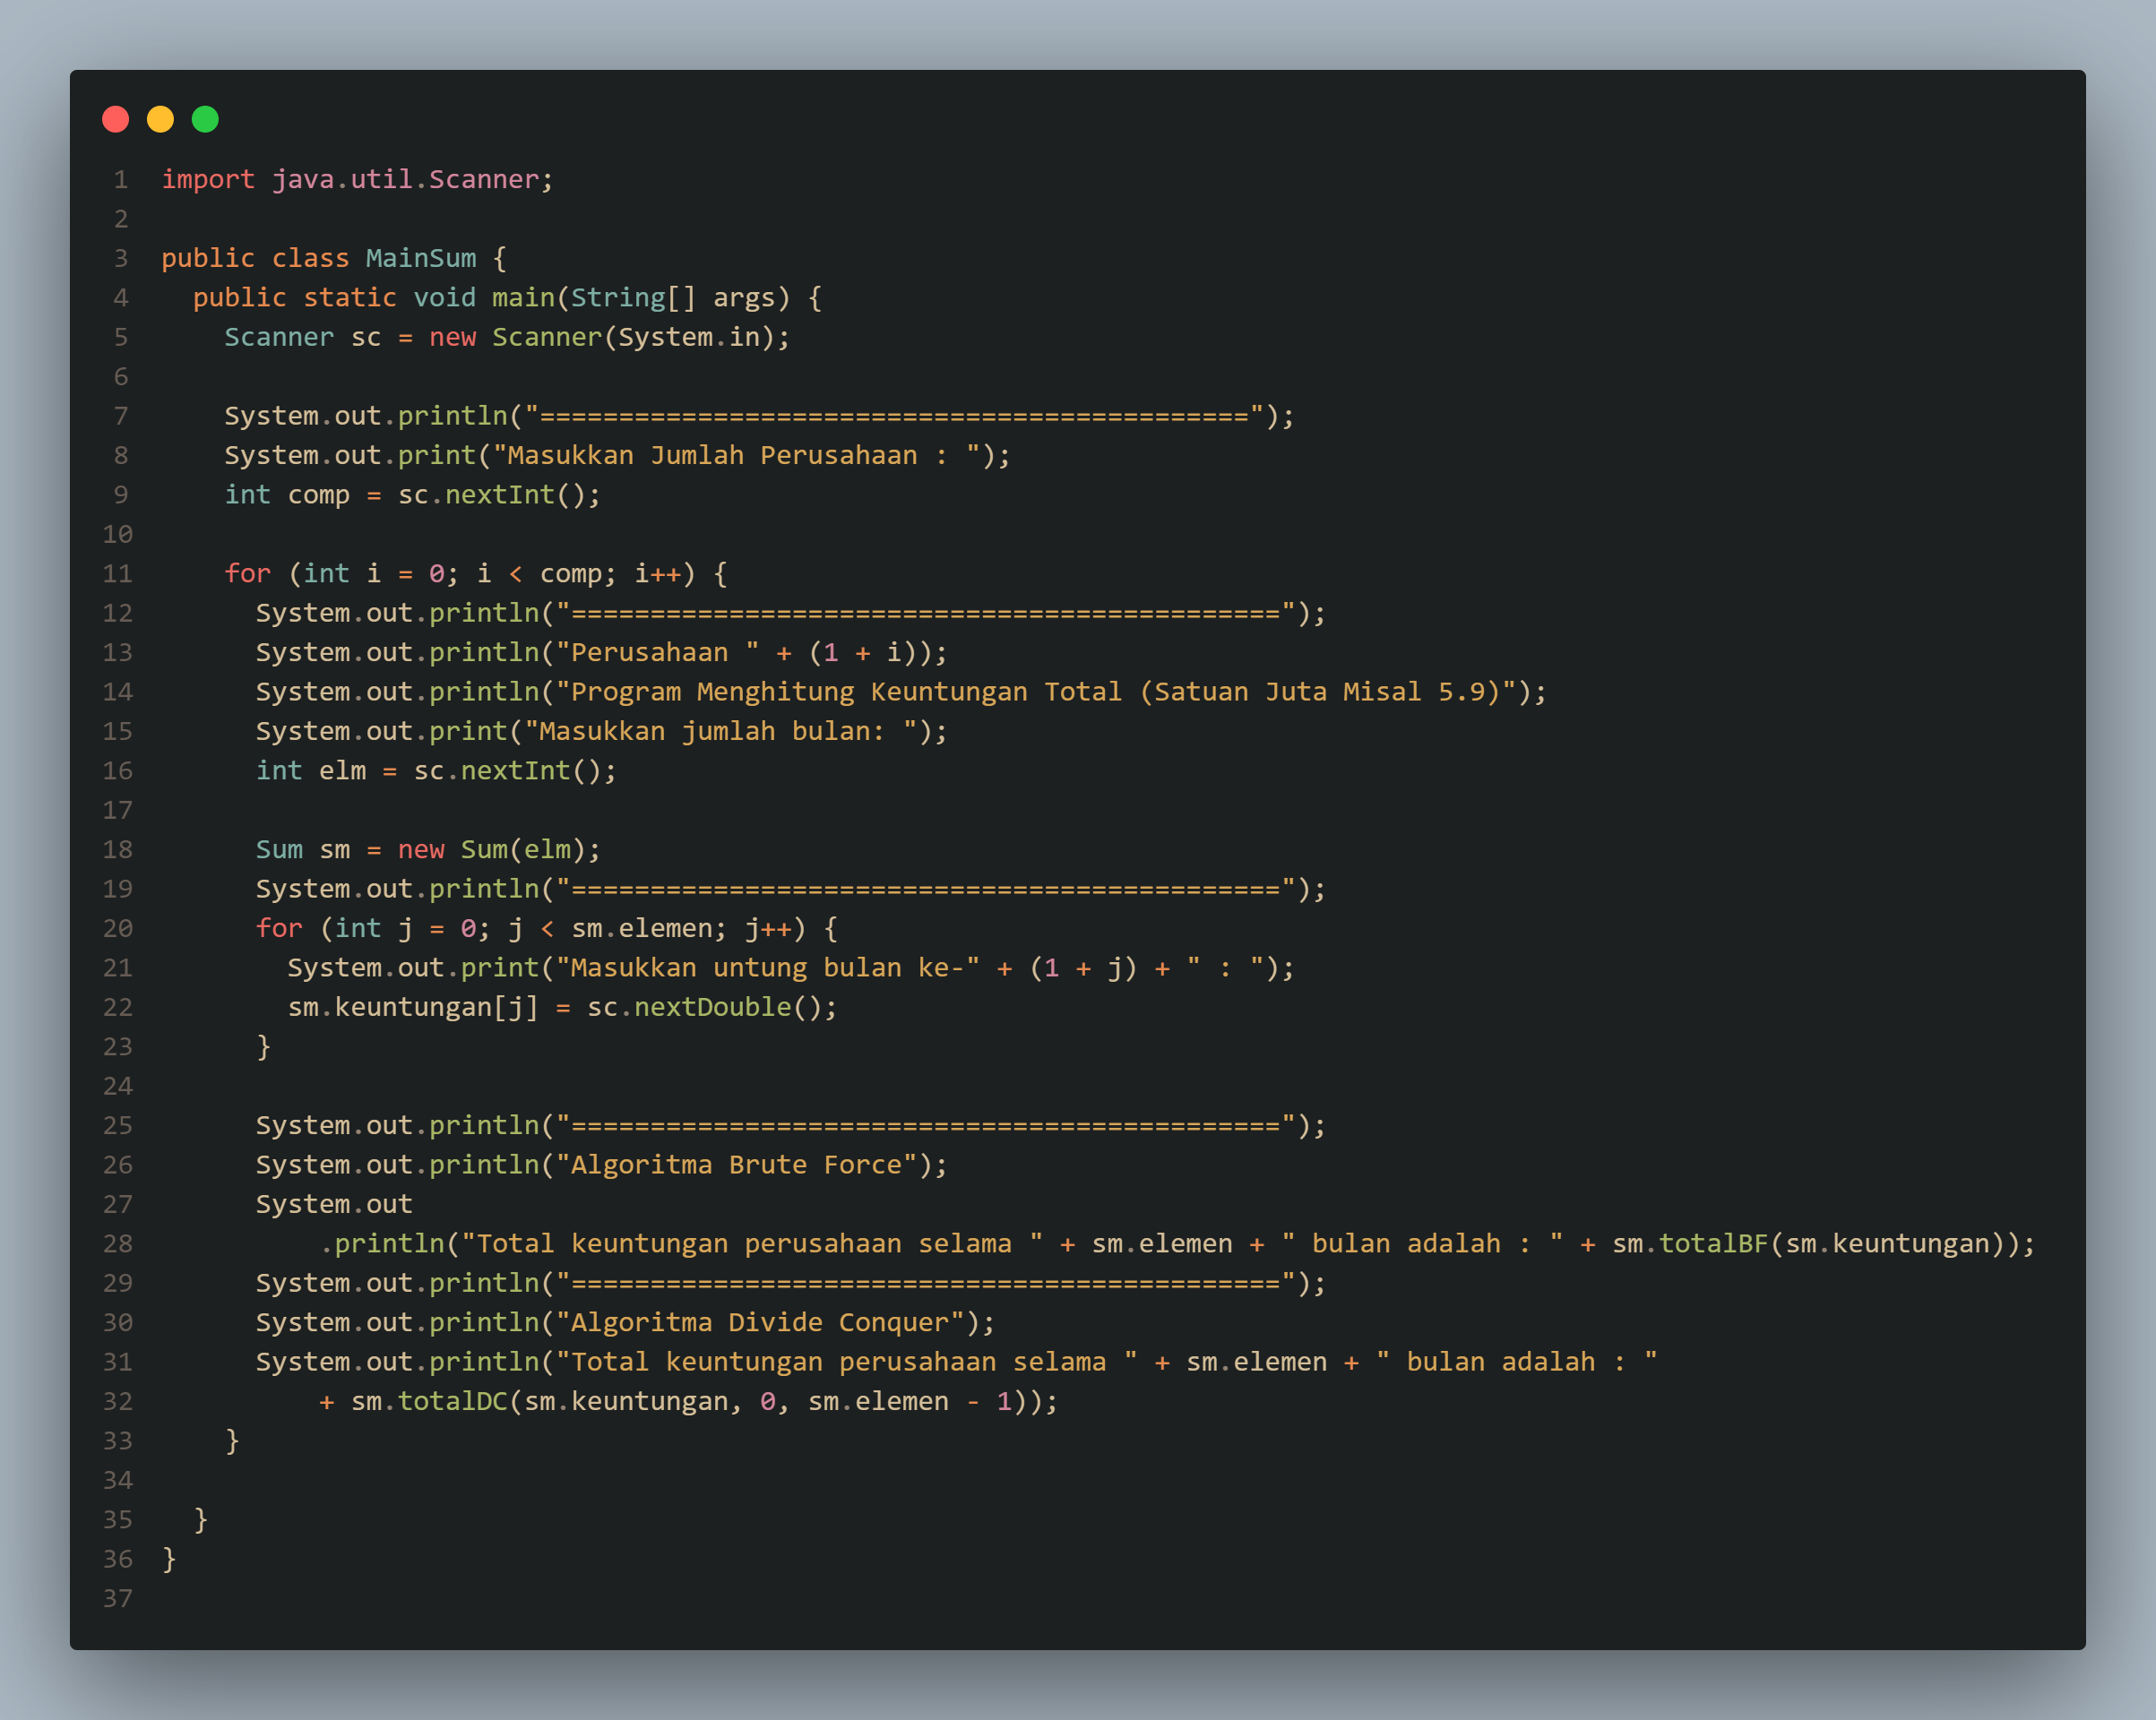 1 import java.util.Scanner;
2
3 public class MainSum {
4   public static void main(String[] args) {
5     Scanner sc = new Scanner(System.in);
6
7     System.out.println("=============================================");
8     System.out.print("Masukkan Jumlah Perusahaan : ");
9     int comp = sc.nextInt();
10
11     for (int i = 0; i < comp; i++) {
12       System.out.println("=============================================");
13       System.out.println("Perusahaan " + (1 + i));
14       System.out.println("Program Menghitung Keuntungan Total (Satuan Juta Misal 5.9)");
15       System.out.print("Masukkan jumlah bulan: ");
16       int elm = sc.nextInt();
17
18       Sum sm = new Sum(elm);
19       System.out.println("=============================================");
20       for (int j = 0; j < sm.elemen; j++) {
21         System.out.print("Masukkan untung bulan ke-" + (1 + j) + " : ");
22         sm.keuntungan[j] = sc.nextDouble();
23       }
24
25       System.out.println("=============================================");
26       System.out.println("Algoritma Brute Force");
27       System.out
28           .println("Total keuntungan perusahaan selama " + sm.elemen + " bulan adalah : " + sm.totalBF(sm.keuntungan));
29       System.out.println("=============================================");
30       System.out.println("Algoritma Divide Conquer");
31       System.out.println("Total keuntungan perusahaan selama " + sm.elemen + " bulan adalah : "
32           + sm.totalDC(sm.keuntungan, 0, sm.elemen - 1));
33     }
34
35   }
36 }
37